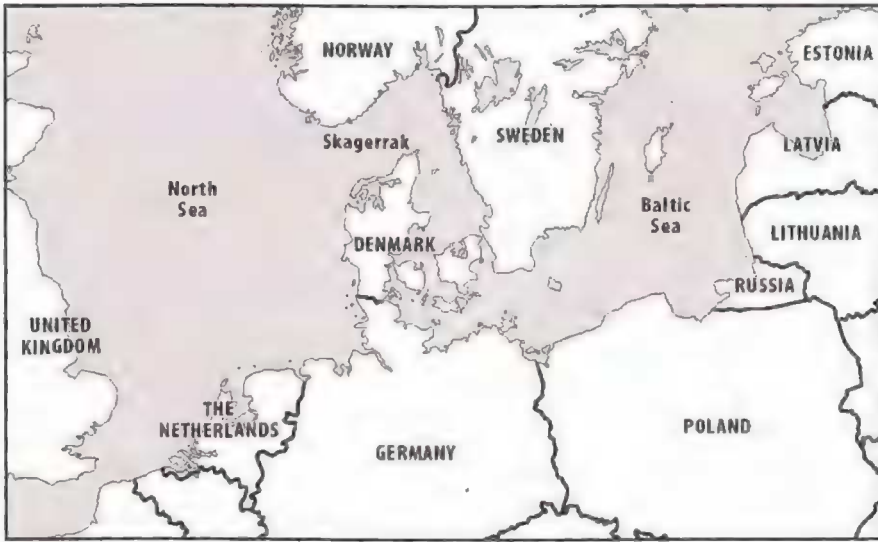 NORWAY
ESTONIA
Skagerrak
SWEDEN
LATVIA
North
Sea
Baltic
Sea
DENMARK
LITHUANIA
RUSSIA
UNITED
KINGDOM
THE
NETHERLANDS
GERMANY
POLAND